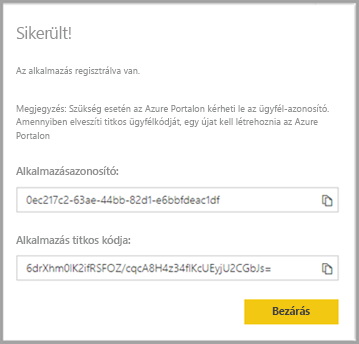 Sikerült!
Az alkalmazás regisztrálva van.
Megjegyzés: Szükség esetén az Azure Portalon kérheti le az ügyfél-azonosító.
Amennyiben elveszíti titkos ügyfélkódját, egy újat kell létrehoznia az Azure
Portalon
Alkalmazásazonosító:
0ec217c2-63ae-44bb-82d1-e6bbfdeac1df
Alkalmazás titkos kódja:
6drXhm0lK2ifRSFOZ/cqcA8H4z34flKcUEyjU2CGbJs=
Bezárás